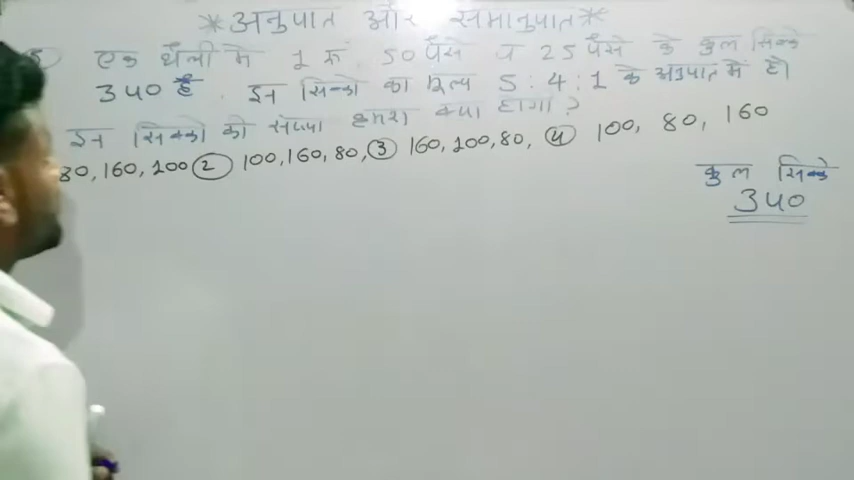 *अनुपात और समानुपात*
एक थैली में 1 रु 50 पैसे व 25 पैसे के कुल सिक्के
340 है इन सिक्को का मूल्य 5 : 4 : 1 के अनुपात में है।
इन सिक्को की संख्या क्रमशः क्या होगी ?
80, 160, 100 (2) 100, 160, 80, (3) 160, 100, 80, (4) 100, 80, 160
कुल सिक्के
340